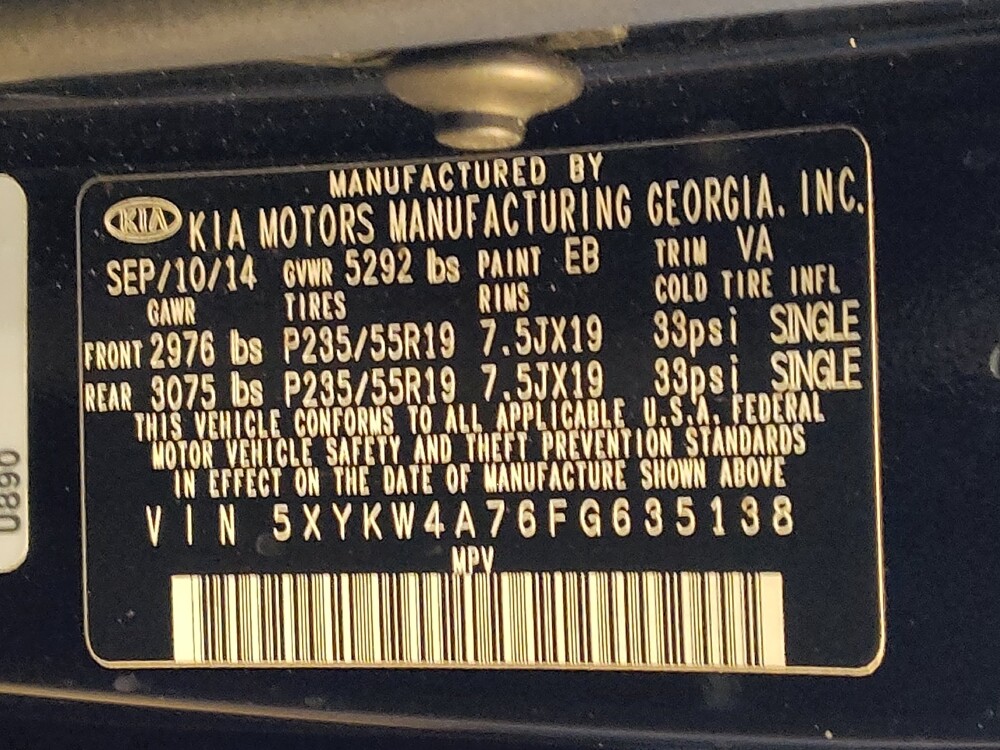 MANUFACTURED BY
KIA KIA MOTORS MANUFACTURING GEORGIA. INC.
SEP/10/14 GVWR 5292 lbs PAINT EB TRIM VA
GAWR TIRES RIMS COLD TIRE INFL
FRONT 2976 lbs P235/55R19 7.5JX19 33psi SINGLE
REAR 3075 lbs P235/55R19 7.5JX19 33psi SINGLE
THIS VEHICLE CONFORMS TO ALL APPLICABLE U.S.A. FEDERAL
MOTOR VEHICLE SAFETY AND THEFT PREVENTION STANDARDS
IN EFFECT ON THE DATE OF MANUFACTURE SHOWN ABOVE
VIN 5XYKW4A76FG635138
MPV